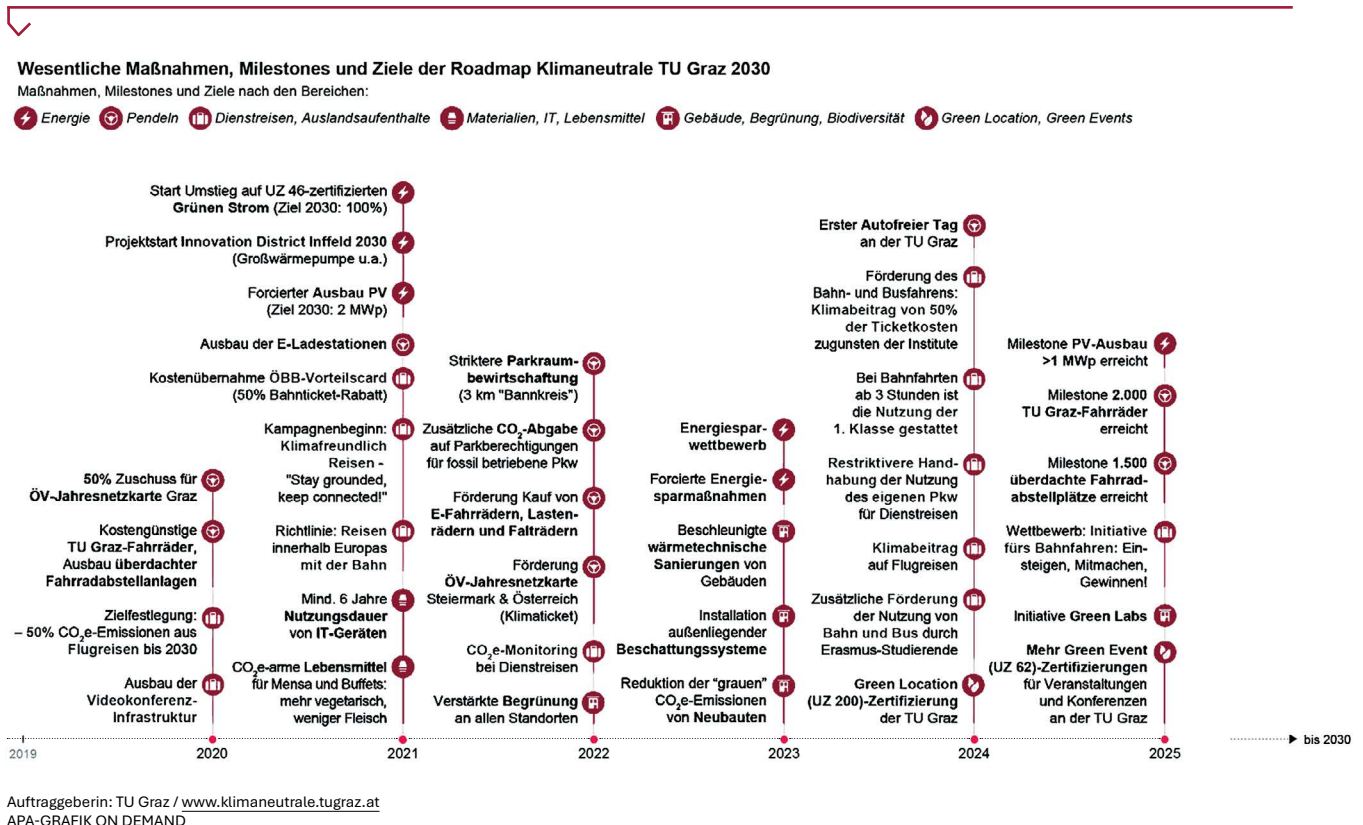 Wesentliche Maßnahmen, Milestones und Ziele der Roadmap Klimaneutrale TU Graz 2030
Maßnahmen, Milestones und Ziele nach den Bereichen:
Energie Pendeln Dienstreisen, Auslandsaufenthalte Materialien, IT, Lebensmittel Gebäude, Begrünung, Biodiversität Green Location, Green Events
50% Zuschuss für
ÖV-Jahresnetzkarte Graz
Kostengünstige
TU Graz-Fahrräder,
Ausbau überdachter
Fahrradabstellanlagen
Zielfestlegung:
– 50% CO₂e-Emissionen aus
Flugreisen bis 2030
Ausbau der
Videokonferenz-
Infrastruktur
Start Umstieg auf UZ 46-zertifizierten
Grünen Strom (Ziel 2030: 100%)
Projektstart Innovation District Inffeld 2030
(Großwärmepumpe u.a.)
Forcierter Ausbau PV
(Ziel 2030: 2 MWp)
Ausbau der E-Ladestationen
Kostenübernahme ÖBB-Vorteilscard
(50% Bahnticket-Rabatt)
Kampagnenbeginn:
Klimafreundlich
Reisen -
"Stay grounded,
keep connected!"
Richtlinie: Reisen
innerhalb Europas
mit der Bahn
Mind. 6 Jahre
Nutzungsdauer
von IT-Geräten
CO₂e-arme Lebensmittel
für Mensa und Buffets:
mehr vegetarisch,
weniger Fleisch
Striktere Parkraum-
bewirtschaftung
(3 km "Bannkreis")
Zusätzliche CO₂-Abgabe
auf Parkberechtigungen
für fossil betriebene Pkw
Förderung Kauf von
E-Fahrrädern, Lasten-
rädern und Falträdern
Förderung
ÖV-Jahresnetzkarte
Steiermark & Österreich
(Klimaticket)
CO₂e-Monitoring
bei Dienstreisen
Verstärkte Begrünung
an allen Standorten
Energiespar-
wettbewerb
Forcierte Energie-
sparmaßnahmen
Beschleunigte
wärmetechnische
Sanierungen von
Gebäuden
Installation
außenliegender
Beschattungssysteme
Reduktion der "grauen"
CO₂e-Emissionen
von Neubauten
Erster Autofreier Tag
an der TU Graz
Förderung des
Bahn- und Busfahrens:
Klimabeitrag von 50%
der Ticketkosten
zugunsten der Institute
Bei Bahnfahrten
ab 3 Stunden ist
die Nutzung der
1. Klasse gestattet
Restriktivere Hand-
habung der Nutzung
des eigenen Pkw
für Dienstreisen
Klimabeitrag
auf Flugreisen
Zusätzliche Förderung
der Nutzung von
Bahn und Bus durch
Erasmus-Studierende
Green Location
(UZ 200)-Zertifizierung
der TU Graz
Milestone PV-Ausbau
>1 MWp erreicht
Milestone 2.000
TU Graz-Fahrräder
erreicht
Milestone 1.500
überdachte Fahrrad-
abstellplätze erreicht
Wettbewerb: Initiative
fürs Bahnfahren: Ein-
steigen, Mitmachen,
Gewinnen!
Initiative Green Labs
Mehr Green Event
(UZ 62)-Zertifizierungen
für Veranstaltungen
und Konferenzen
an der TU Graz
2019 2020 2021 2022 2023 2024 2025 bis 2030
Auftraggeberin: TU Graz / www.klimaneutrale.tugraz.at
APA-GRAFIK ON DEMAND